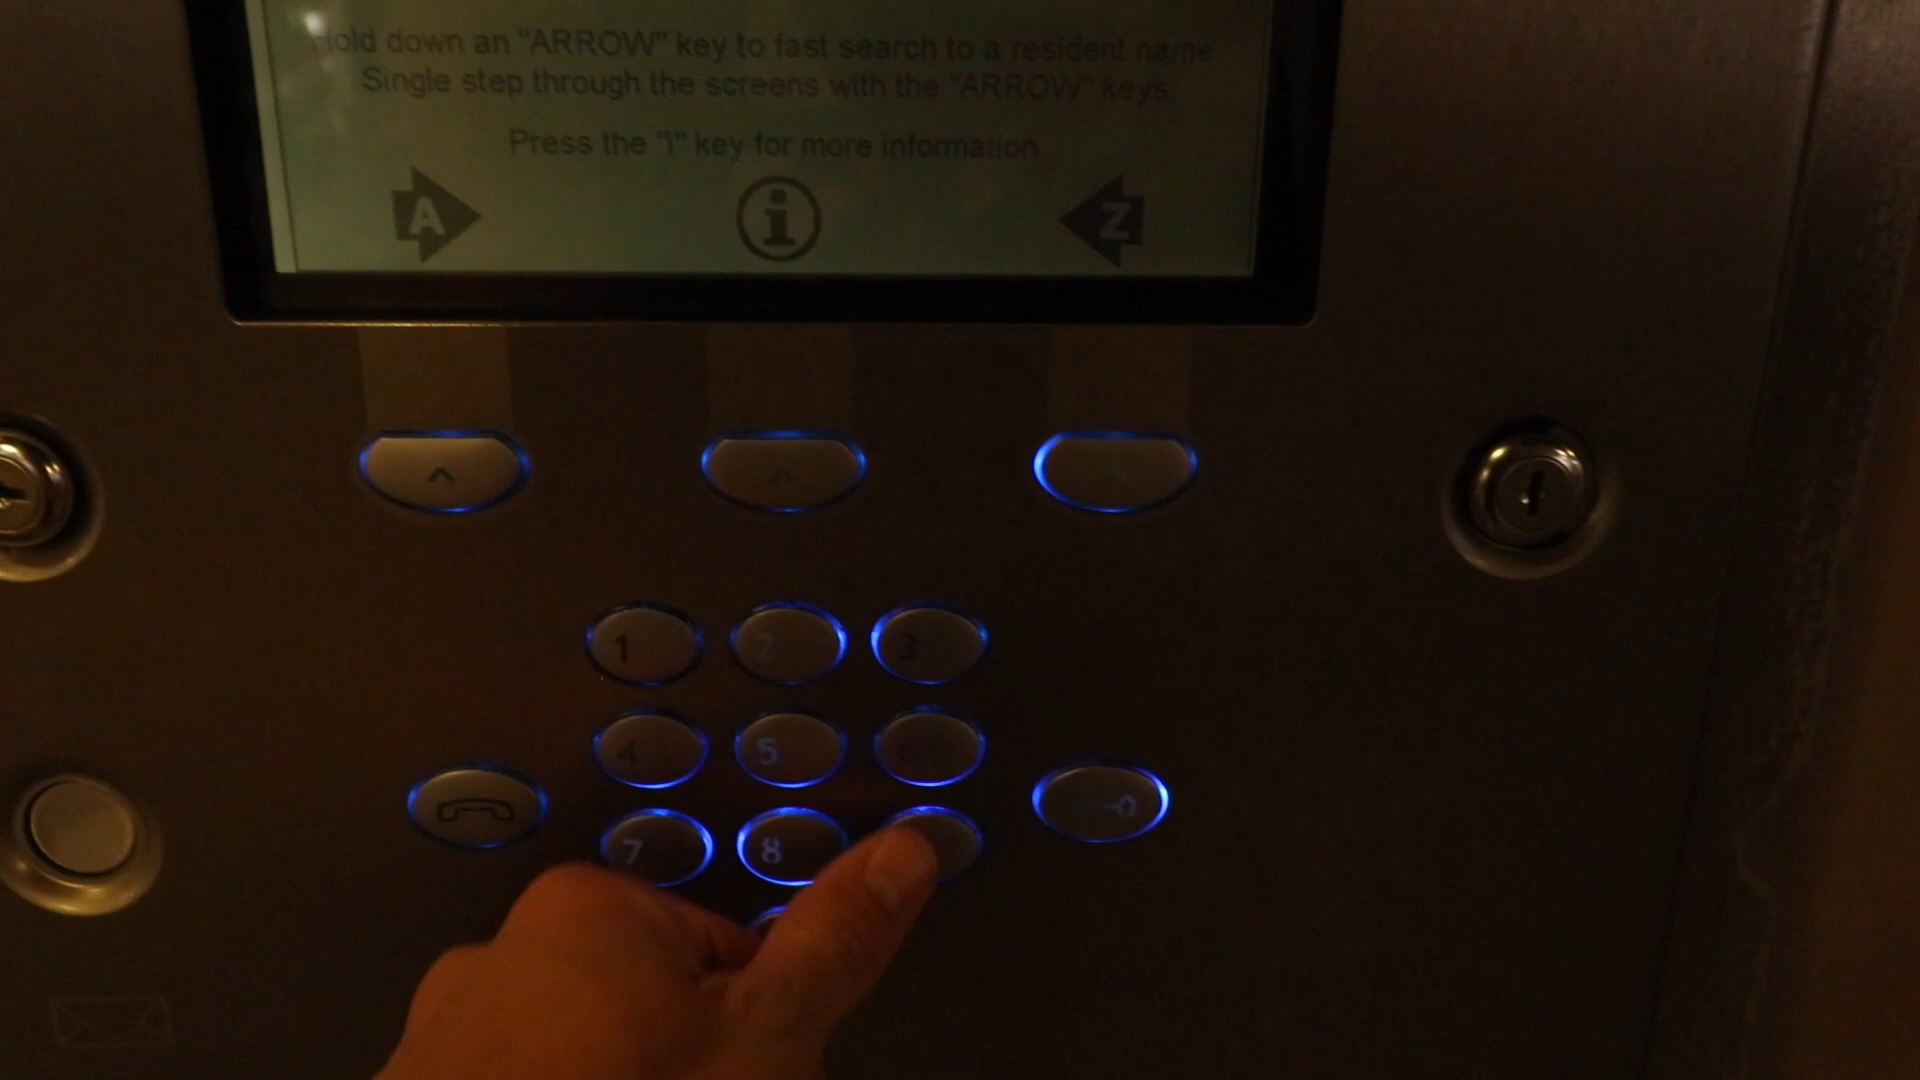 Hold down an "ARROW" key to fast search to a resident name
Single step through the screens with the "ARROW" keys.
Press the "i" key for more information
A
i
Z
1 2 3
4 5
7 8